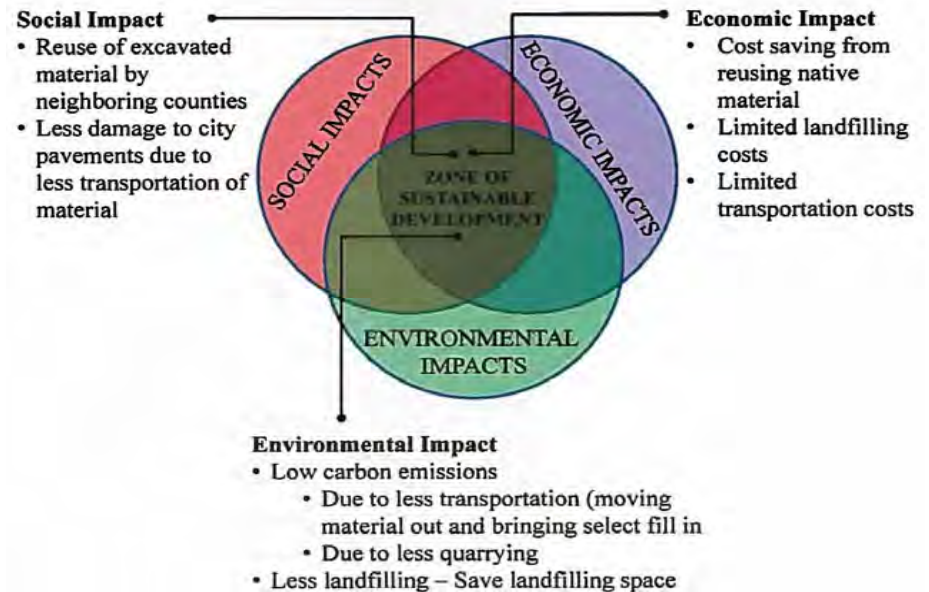 Social Impact
• Reuse of excavated
material by
neighboring counties
• Less damage to city
pavements due to
less transportation of
material
Economic Impact
• Cost saving from
reusing native
material
• Limited landfilling
costs
• Limited
transportation costs
SOCIAL IMPACTS
ECONOMIC IMPACTS
ZONE OF
SUSTAINABLE
DEVELOPMENT
ENVIRONMENTAL
IMPACTS
Environmental Impact
• Low carbon emissions
• Due to less transportation (moving
material out and bringing select fill in
• Due to less quarrying
• Less landfilling – Save landfilling space